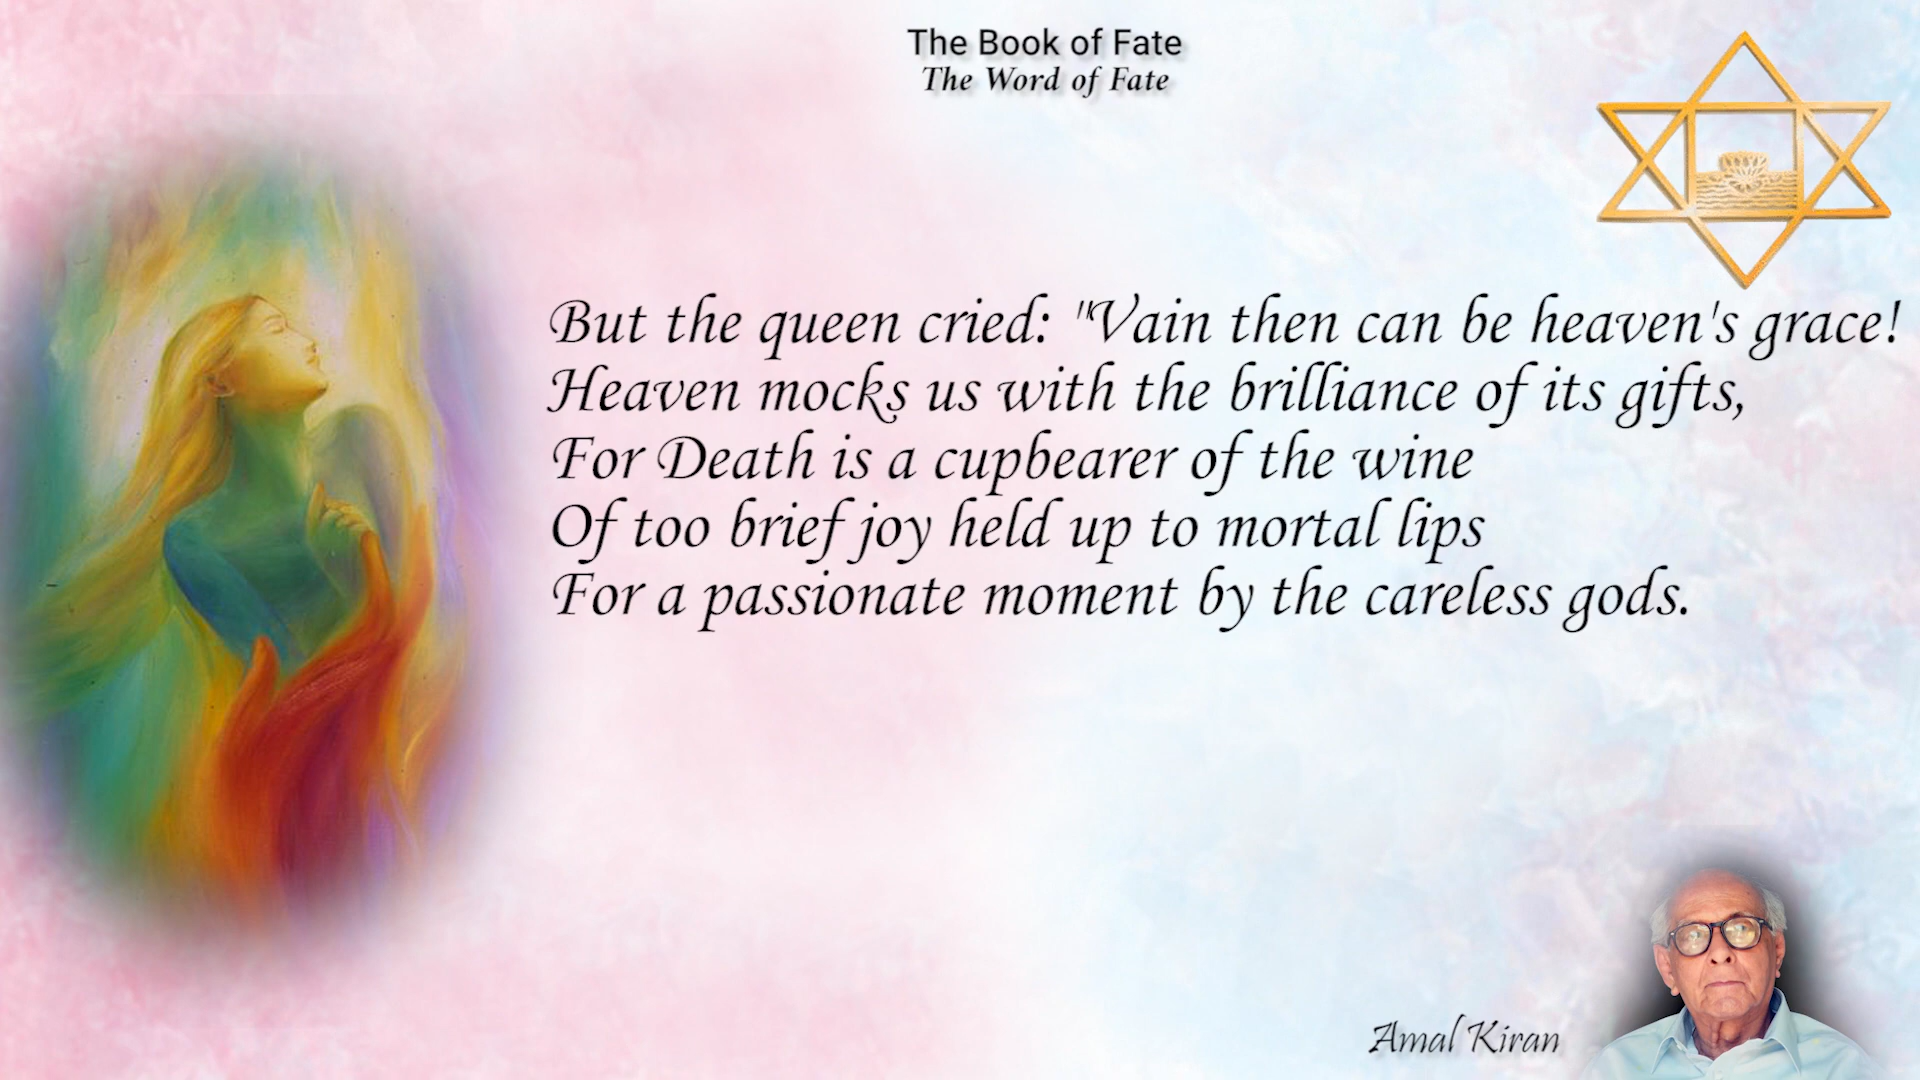 The Book of Fate
The Word of Fate
But the queen cried: "Vain then can be heaven's grace!
Heaven mocks us with the brilliance of its gifts,
For Death is a cupbearer of the wine
Of too brief joy held up to mortal lips
For a passionate moment by the careless gods.
Amal Kiran